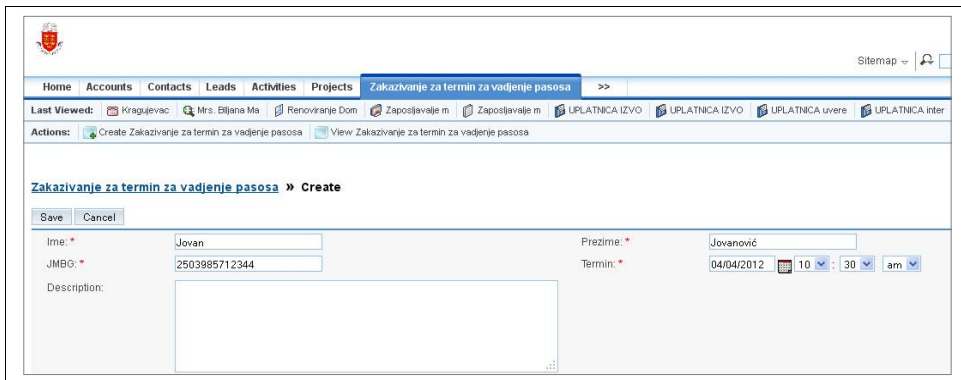 Sitemap
Home Accounts Contacts Leads Activities Projects Zakazivanje za termin za vadjenje pasosa >>
Last Viewed: Kragujevac Mrs. Biljana Ma Renoviranje Dom Zaposljavalje m Zaposljavalje m UPLATNICA IZVO UPLATNICA IZVO UPLATNICA uvere UPLATNICA inter
Actions: Create Zakazivanje za termin za vadjenje pasosa View Zakazivanje za termin za vadjenje pasosa
Zakazivanje za termin za vadjenje pasosa » Create
Save Cancel
Ime: * Jovan Prezime: * Jovanović
JMBG: * 2503985712344 Termin: * 04/04/2012 10 : 30 am
Description: